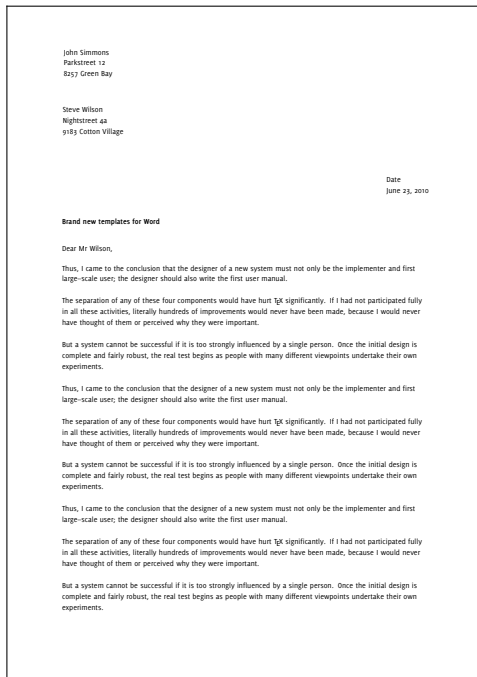 John Simmons
Parkstreet 12
8257 Green Bay
Steve Wilson
Nightstreet 4a
9183 Cotton Village
Date
June 23, 2010
Brand new templates for Word
Dear Mr Wilson,
Thus, I came to the conclusion that the designer of a new system must not only be the implementer and first
large–scale user; the designer should also write the first user manual.
The separation of any of these four components would have hurt TEX significantly. If I had not participated fully
in all these activities, literally hundreds of improvements would never have been made, because I would never
have thought of them or perceived why they were important.
But a system cannot be successful if it is too strongly influenced by a single person. Once the initial design is
complete and fairly robust, the real test begins as people with many different viewpoints undertake their own
experiments.
Thus, I came to the conclusion that the designer of a new system must not only be the implementer and first
large–scale user; the designer should also write the first user manual.
The separation of any of these four components would have hurt TEX significantly. If I had not participated fully
in all these activities, literally hundreds of improvements would never have been made, because I would never
have thought of them or perceived why they were important.
But a system cannot be successful if it is too strongly influenced by a single person. Once the initial design is
complete and fairly robust, the real test begins as people with many different viewpoints undertake their own
experiments.
Thus, I came to the conclusion that the designer of a new system must not only be the implementer and first
large–scale user; the designer should also write the first user manual.
The separation of any of these four components would have hurt TEX significantly. If I had not participated fully
in all these activities, literally hundreds of improvements would never have been made, because I would never
have thought of them or perceived why they were important.
But a system cannot be successful if it is too strongly influenced by a single person. Once the initial design is
complete and fairly robust, the real test begins as people with many different viewpoints undertake their own
experiments.